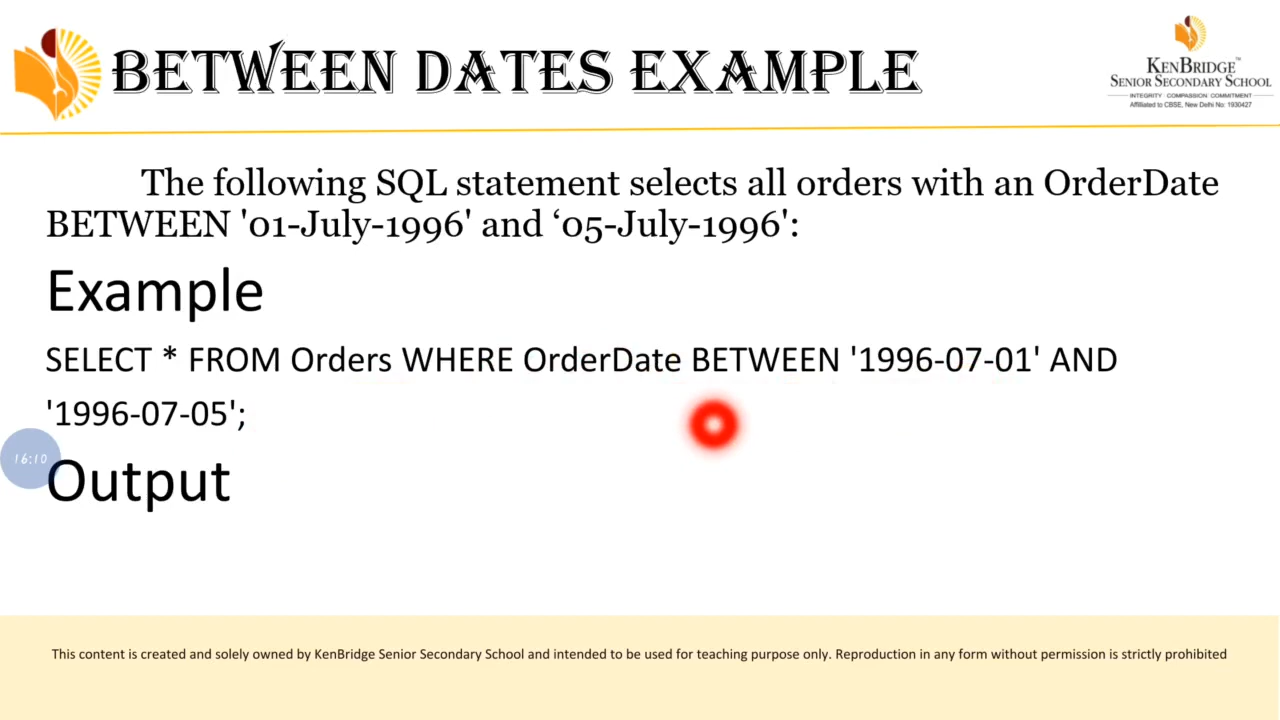 BETWEEN DATES EXAMPLE
KENBRIDGE™
SENIOR SECONDARY SCHOOL
INTEGRITY · COMPASSION · COMMITMENT
Affiliated to CBSE, New Delhi No: 1930427
The following SQL statement selects all orders with an OrderDate
BETWEEN '01-July-1996' and ‘05-July-1996':
Example
SELECT * FROM Orders WHERE OrderDate BETWEEN '1996-07-01' AND
'1996-07-05';
16:10
Output
This content is created and solely owned by KenBridge Senior Secondary School and intended to be used for teaching purpose only. Reproduction in any form without permission is strictly prohibited